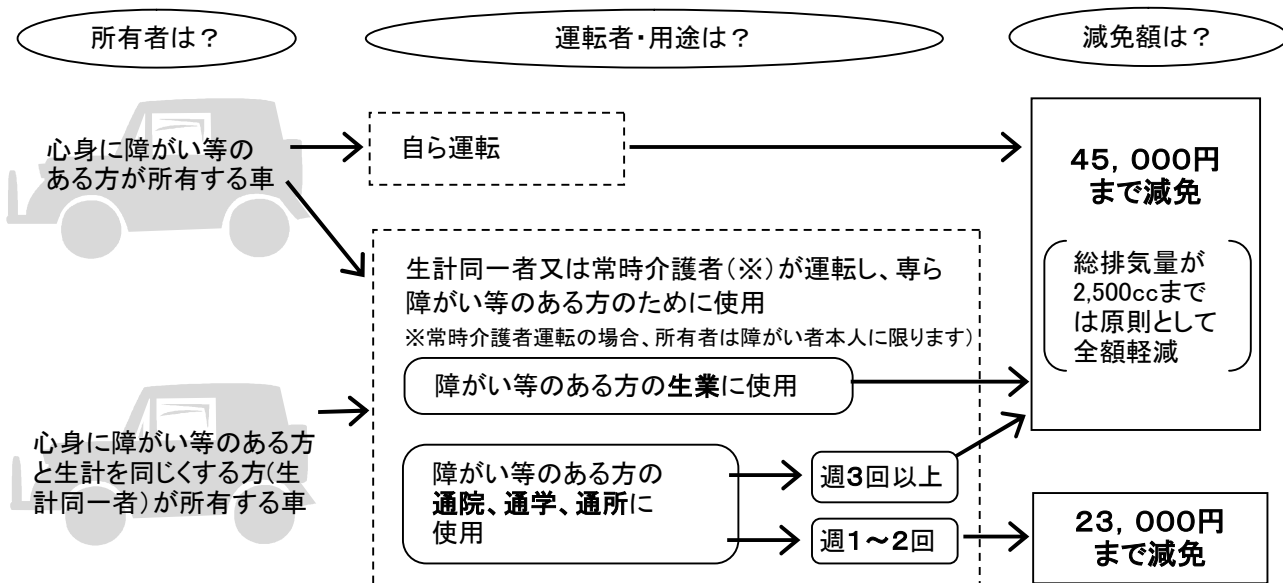 所有者は？
運転者・用途は？
減免額は？
心身に障がい等の
ある方が所有する車
自ら運転
45，000円
まで減免
総排気量が
2,500ccまで
は原則として
全額軽減
生計同一者又は常時介護者（※）が運転し、専ら
障がい等のある方のために使用
※常時介護者運転の場合、所有者は障がい者本人に限ります）
障がい等のある方の生業に使用
心身に障がい等のある方
と生計を同じくする方（生
計同一者）が所有する車
障がい等のある方の
通院、通学、通所に
使用
週３回以上
週１～２回
23，000円
まで減免